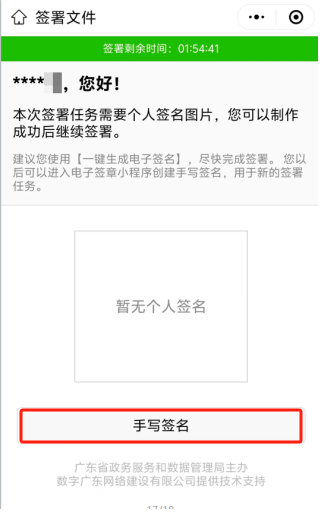 签署文件
签署剩余时间：01:54:41
****，您好！
本次签署任务需要个人签名图片，您可以制作
成功后继续签署。
建议您使用【一键生成电子签名】，尽快完成签署。 您以
后可以进入电子签章小程序创建手写签名，用于新的签署
任务。
暂无个人签名
手写签名
广东省政务服务和数据管理局主办
数字广东网络建设有限公司提供技术支持